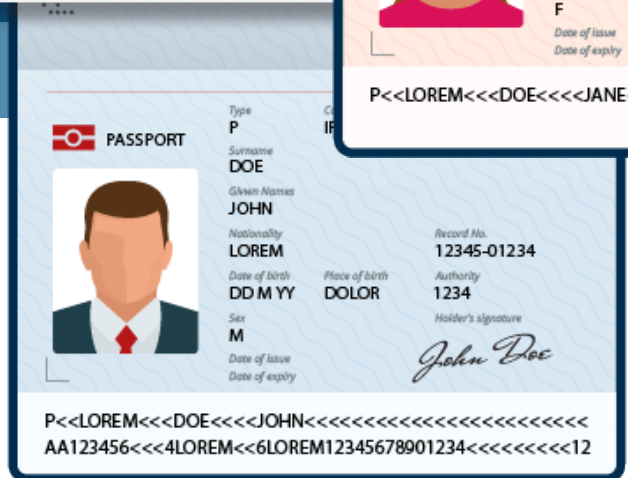 F
Date of issue
Date of expiry
P<<LOREM<<<DOE<<<<JANE
Type
P
PASSPORT
Surname
DOE
Givwn Names
JOHN
Nationality Record No.
LOREM 12345-01234
Date of birth Place of birth Authority
DD M YY DOLOR 1234
Sex Holder's signature
M
John Doe
Date of issue
Date of expiry
P<<LOREM<<<DOE<<<<JOHN<<<<<<<<<<<<<<<<<<<<<<<<
AA123456<<<4LOREM<<6LOREM12345678901234<<<<<<<<<12